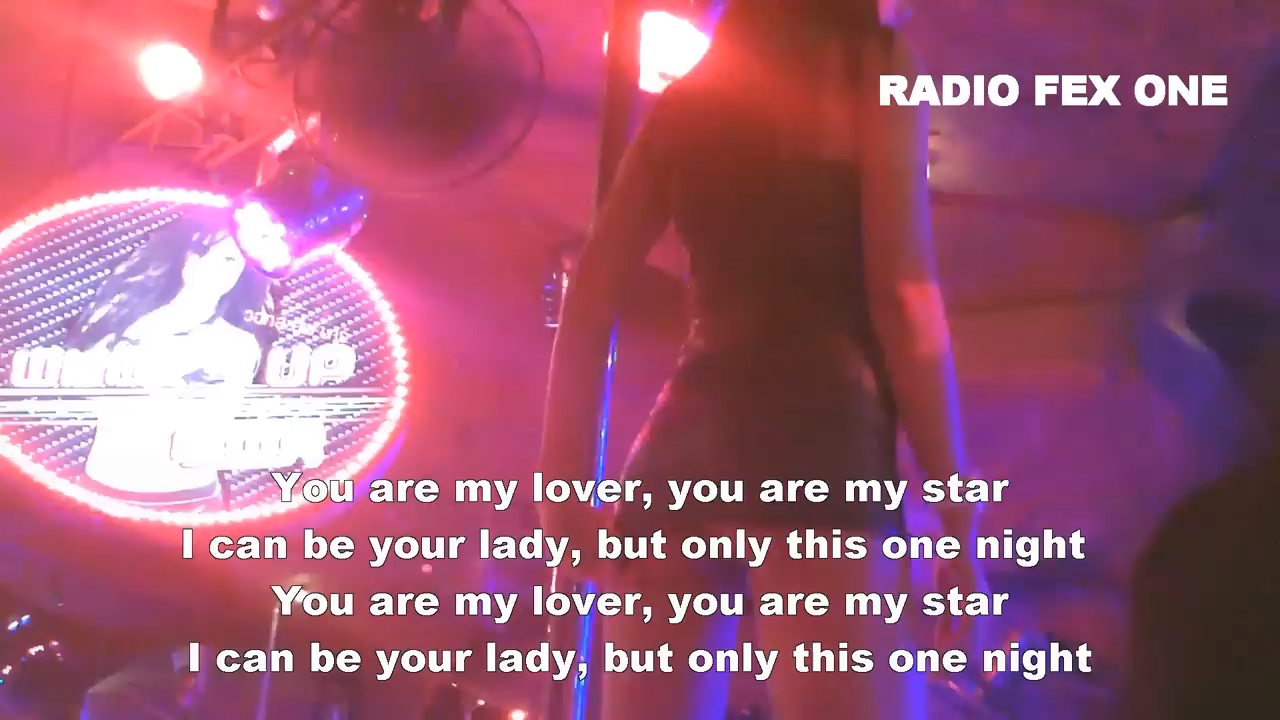 RADIO FEX ONE
UP
You are my lover, you are my star
I can be your lady, but only this one night
You are my lover, you are my star
I can be your lady, but only this one night